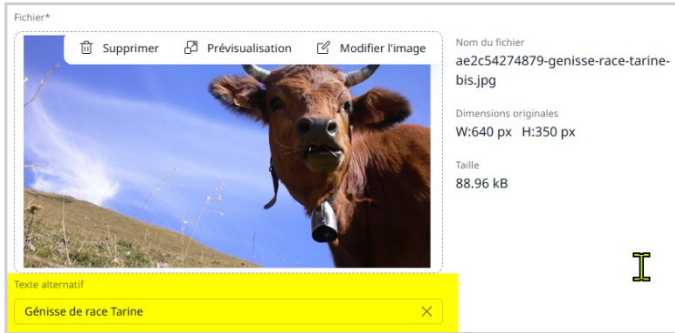 Fichier*
Supprimer Prévisualisation Modifier l'image
Nom du fichier
ae2c54274879-genisse-race-tarine-
bis.jpg
Dimensions originales
W:640 px H:350 px
Taille
88.96 kB
Texte alternatif
Génisse de race Tarine